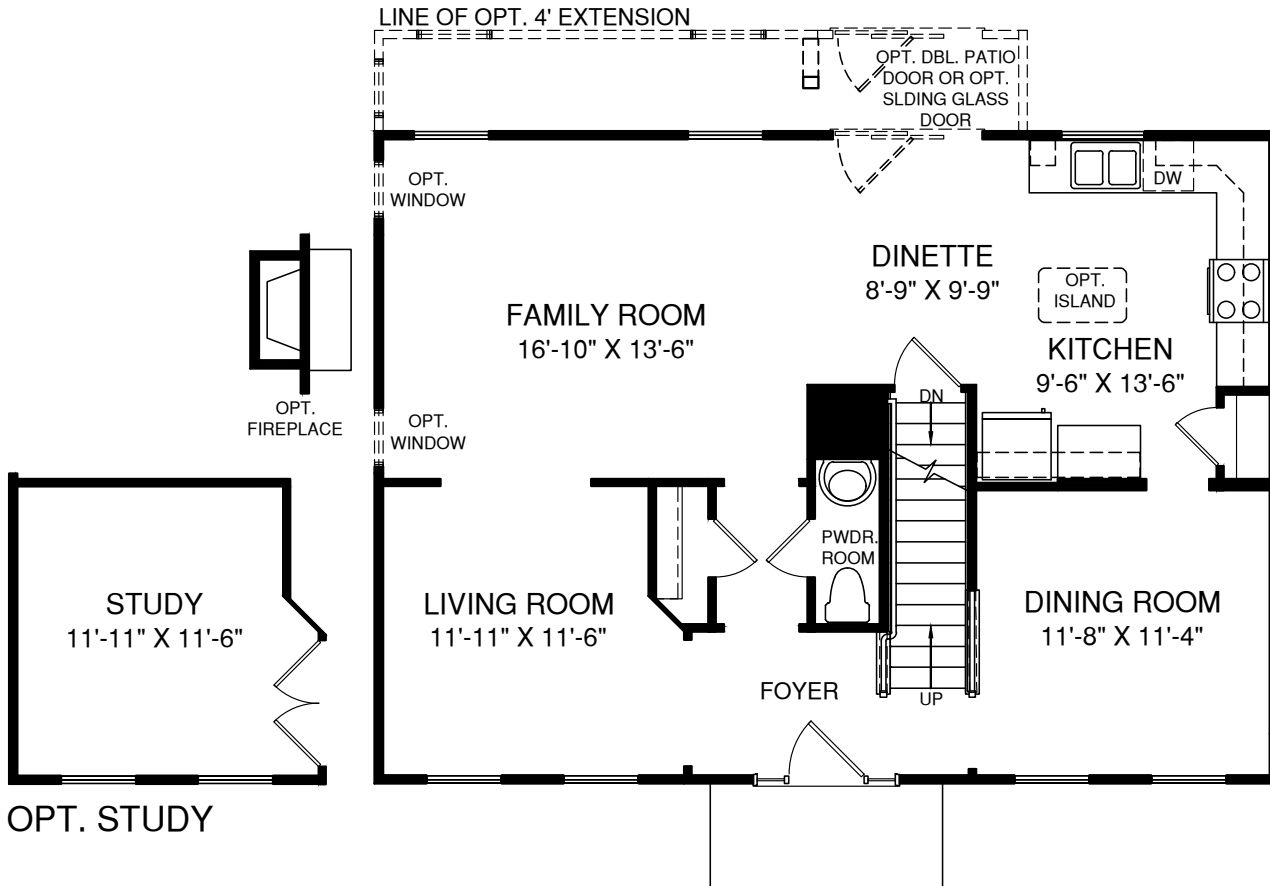 LINE OF OPT. 4' EXTENSION
OPT. DBL. PATIO
DOOR OR OPT.
SLDING GLASS
DOOR
OPT.
WINDOW
DW
DINETTE
8'-9" X 9'-9"
OPT.
ISLAND
FAMILY ROOM
16'-10" X 13'-6"
KITCHEN
9'-6" X 13'-6"
OPT.
FIREPLACE
OPT.
WINDOW
DN
PWDR.
ROOM
STUDY
11'-11" X 11'-6"
LIVING ROOM
11'-11" X 11'-6"
DINING ROOM
11'-8" X 11'-4"
FOYER
UP
OPT. STUDY